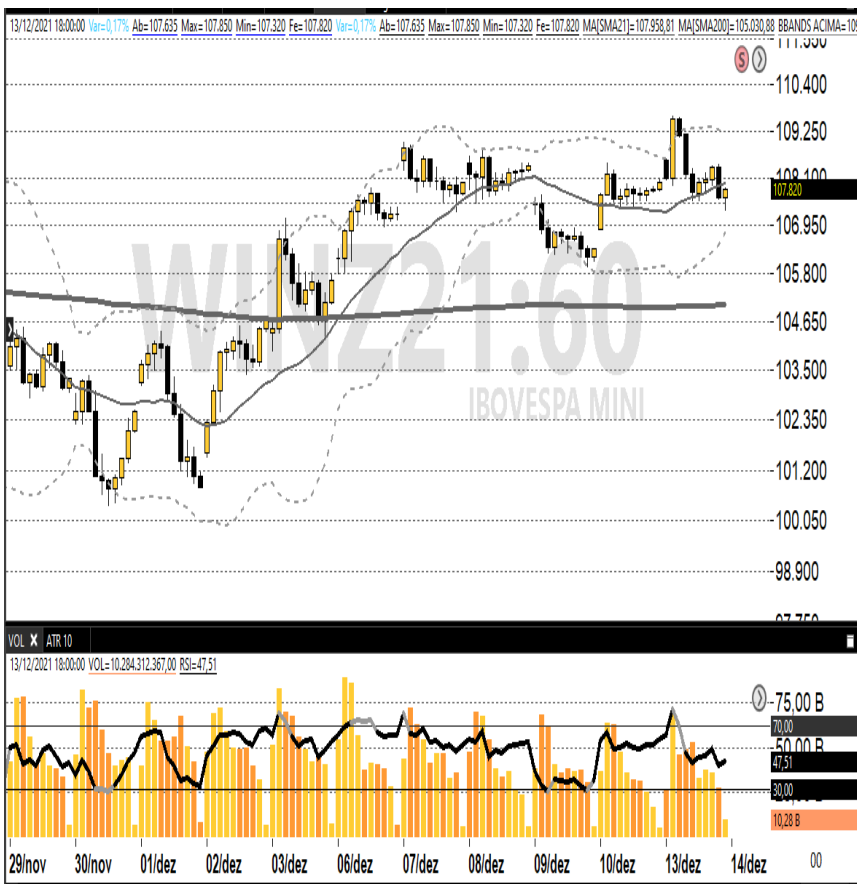 13/12/2021 18:00:00 Var=0,17% Ab=107.635 Max=107.850 Min=107.320 Fe=107.820 Var=0,17% Ab=107.635 Max=107.850 Min=107.320 Fe=107.820 MA[SMA21]=107.958,81 MA[SMA200]=105.030,88 BBANDS ACIMA=
S
110.400
109.250
108.100
107.820
106.950
105.800
104.650
103.500
102.350
101.200
100.050
98.900
97.750
WINZ21:60
IBOVESPA MINI
VOL X ATR 10
13/12/2021 18:00:00 VOL=10.284.312.367,00 RSI=47,51
75,00 B
70,00
50,00 B
47,51
30,00
10,28 B
29/nov 30/nov 01/dez 02/dez 03/dez 06/dez 07/dez 08/dez 09/dez 10/dez 13/dez 14/dez 00